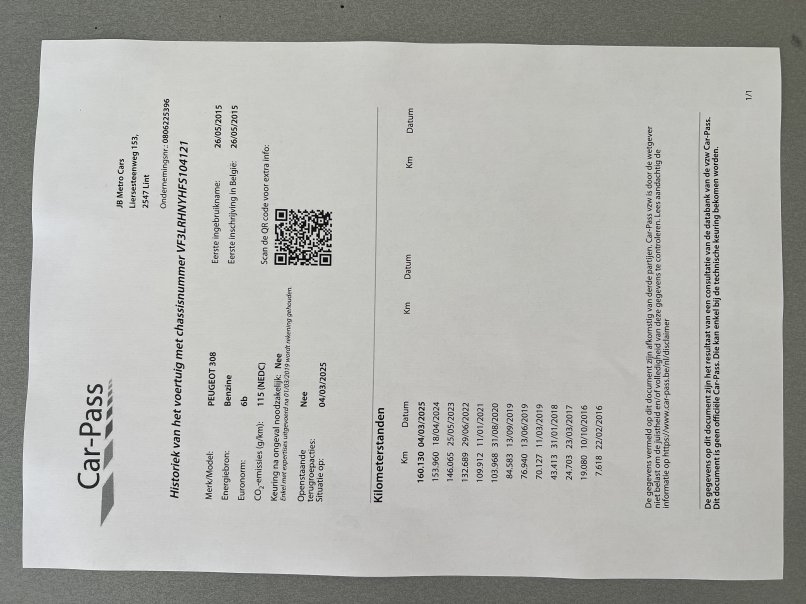 Car-Pass
JB Metro Cars
Liersesteenweg 153,
2547 Lint
Ondernemingsnr.: 0806225396
Historiek van het voertuig met chassisnummer VF3LRHNYHFS104121
Merk/Model: PEUGEOT 308
Energiebron: Benzine
Euronorm: 6b
CO2-emissies (g/km): 115 (NEDC)
Keuring na ongeval noodzakelijk: Nee
Enkel met expertises uitgevoerd na 01/03/2019 wordt rekening gehouden.
Openstaande Nee
terugroepacties:
Situatie op: 04/03/2025
Eerste ingebruikname: 26/05/2015
Eerste inschrijving in België: 26/05/2015
Scan de QR code voor extra info:
Kilometerstanden
Km Datum Km Datum Km Datum
160.130 04/03/2025
153.960 18/04/2024
146.065 25/05/2023
132.689 29/06/2022
109.912 11/01/2021
103.968 31/08/2020
84.583 13/09/2019
76.940 13/06/2019
70.127 11/03/2019
43.413 31/01/2018
24.703 23/03/2017
19.080 10/10/2016
7.618 22/02/2016
De gegevens vermeld op dit document zijn afkomstig van derde partijen. Car-Pass vzw is door de wetgever
niet belast om de juistheid en/of volledigheid van deze gegevens te controleren. Lees aandachtig de
informatie op https://www.car-pass.be/nl/disclaimer
De gegevens op dit document zijn het resultaat van een consultatie van de databank van de vzw Car-Pass.
Dit document is geen officiële Car-Pass. Die kan enkel bij de technische keuring bekomen worden.
1/1